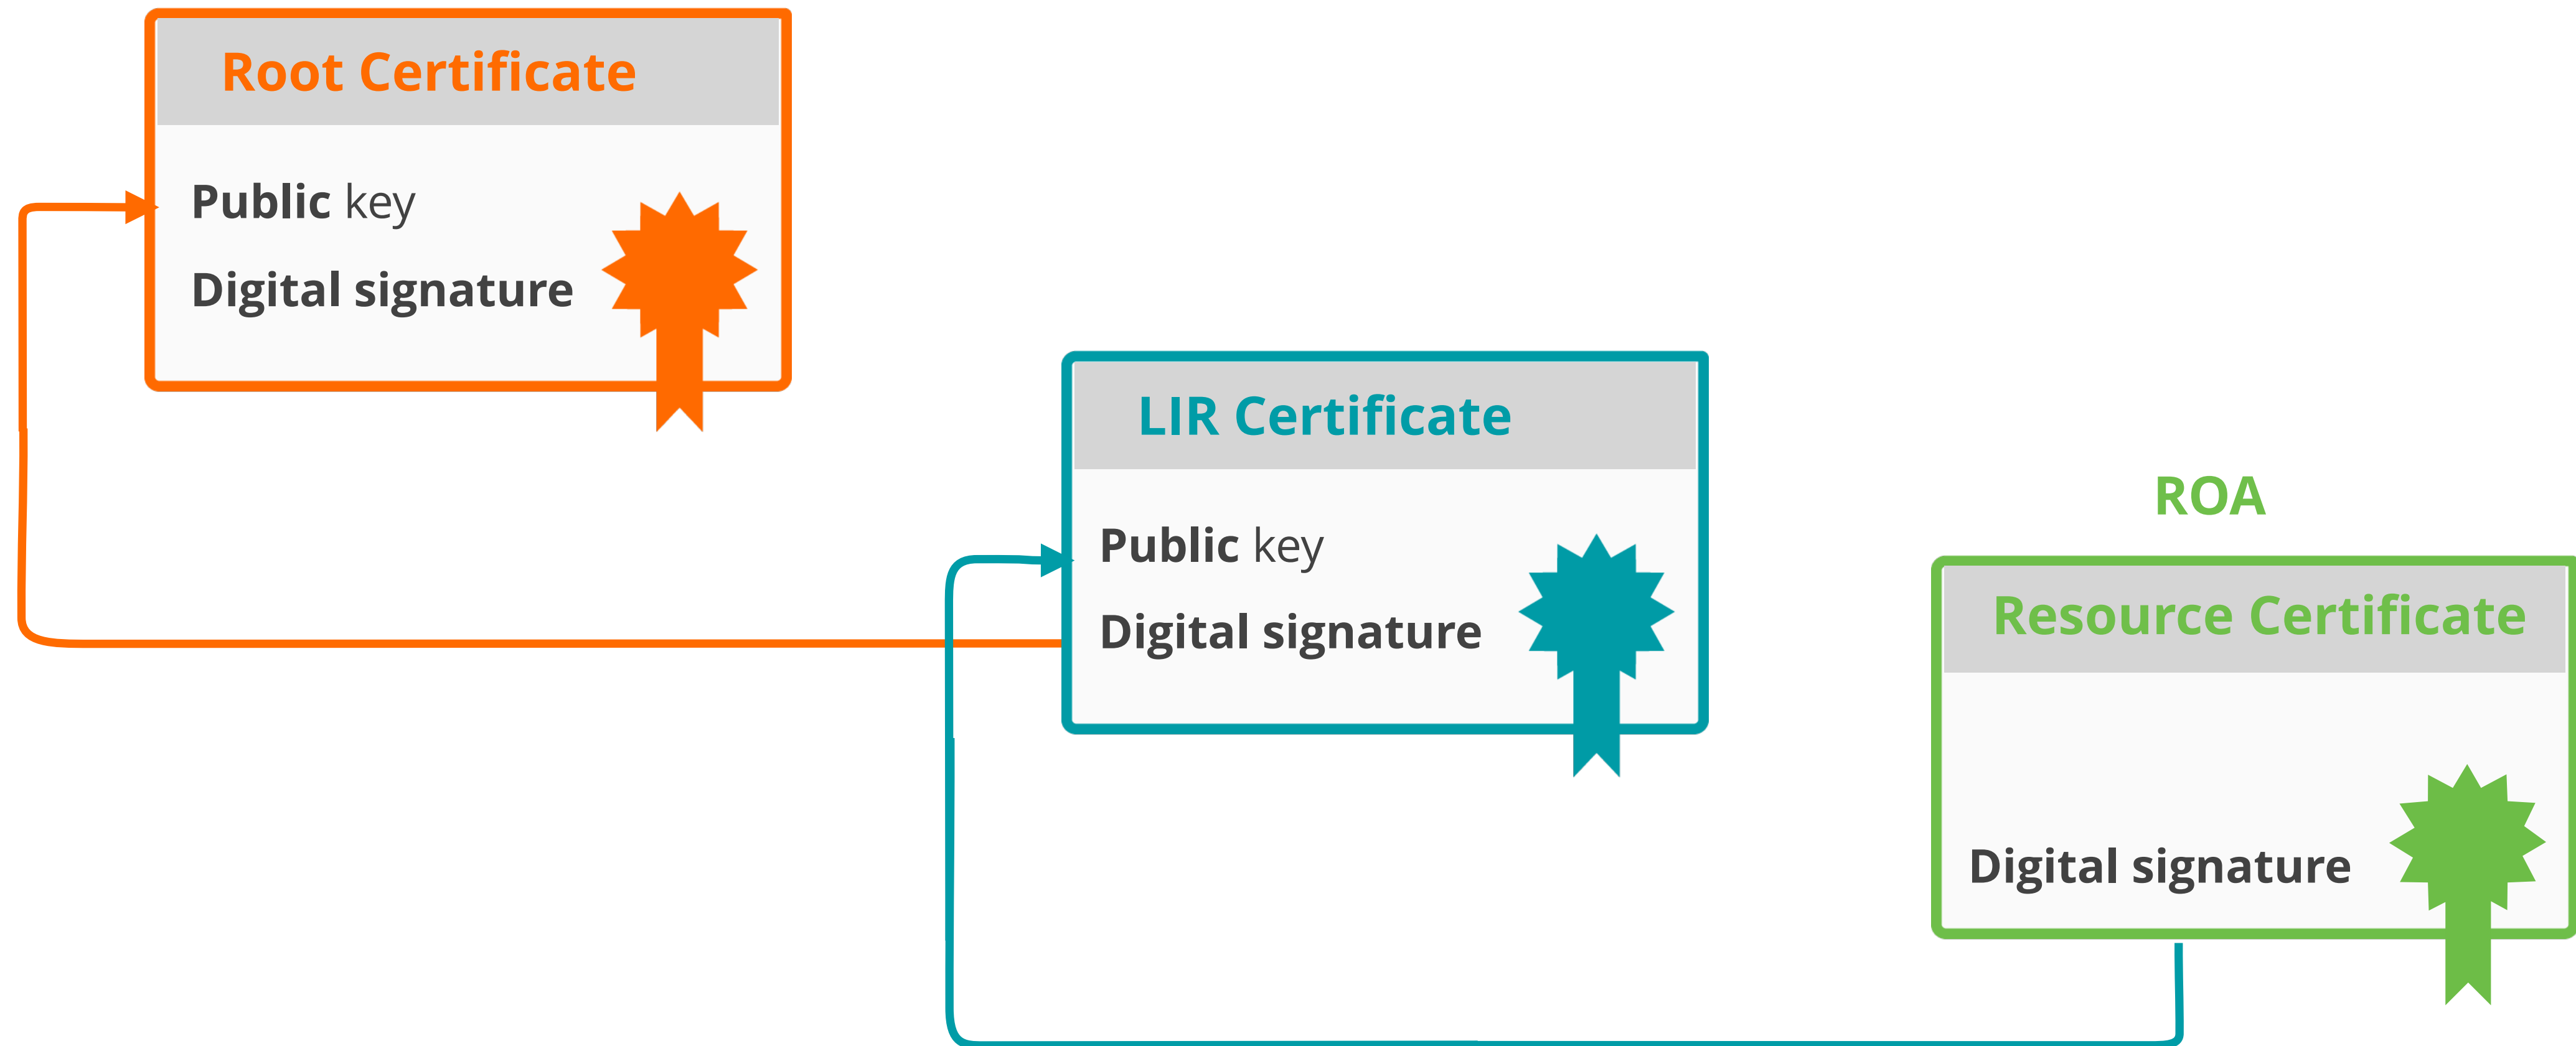 Root Certificate
Public key
Digital signature
LIR Certificate
Public key
Digital signature
ROA
Resource Certificate
Digital signature